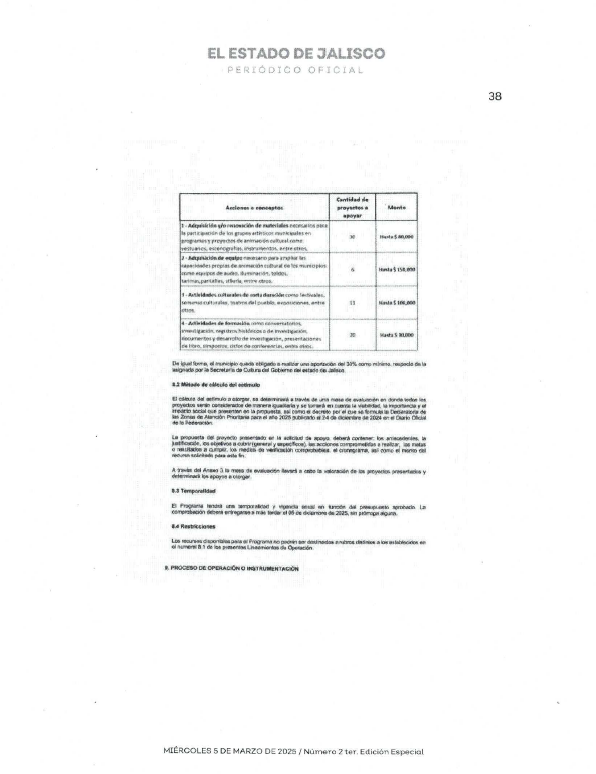 EL ESTADO DE JALISCO
PERIÓDICO OFICIAL
38
Acciones o conceptos
Cantidad de
proyectos a
apoyar
Monto
1 - Adquisición y/o renovación de materiales necesarios para
la participación de los grupos artísticos municipales en
programas y proyectos de animación cultural como:
vestuarios, escenografías, instrumentos, entre otros.
Hasta $ 80,000
2 - Adquisición de equipo necesario para ampliar las
capacidades propias de animación cultural de los municipios
como equipos de audio, iluminación, toldos,
tarimas, pantallas, sillería, entre otros.
6
Hasta $ 150,000
3 - Actividades culturales de corta duración como festivales,
semanas culturales, teatros del pueblo, exposiciones, entre
otros.
13
Hasta $ 100,000
4 - Actividades de formación como conversatorios,
investigación, registros históricos o de investigación,
documentos y desarrollo de investigación, presentaciones
de libro, simposios, ciclos de conferencias, entre otros.
20
Hasta $ 30,000
De igual forma, el municipio queda obligado a realizar una aportación del 30% como mínimo, respecto de la
asignada por la Secretaría de Cultura del Gobierno del estado de Jalisco.
8.2 Método de cálculo del estímulo
El cálculo del estímulo a otorgar, se determinará a través de una mesa de evaluación en donde todos los
proyectos serán considerados de manera igualitaria y se tomará en cuenta la viabilidad, la importancia y el
impacto social que presenten en la propuesta, así como el decreto por el que se formula la Declaratoria de
las Zonas de Atención Prioritaria para el año 2025 publicado el 24 de diciembre de 2024 en el Diario Oficial
de la Federación.
La propuesta del proyecto presentado en la solicitud de apoyo, deberá contener: los antecedentes, la
justificación, los objetivos a cubrir (general y específicos), las acciones comprometidas a realizar, las metas
o resultados a cumplir, los medios de verificación comprobables, el cronograma, así como el monto del
recurso solicitado para este fin.
A través del Anexo 3 la mesa de evaluación llevará a cabo la valoración de los proyectos presentados y
determinará los apoyos a otorgar.
8.3 Temporalidad
El Programa tendrá una temporalidad y vigencia anual en función del presupuesto aprobado. La
comprobación deberá entregarse a más tardar el 05 de diciembre de 2025, sin prórroga alguna.
8.4 Restricciones
Los recursos disponibles para el Programa no podrán ser destinados a rubros distintos a los establecidos en
el numeral 8.1 de los presentes Lineamientos de Operación.
9. PROCESO DE OPERACIÓN O INSTRUMENTACIÓN
MIÉRCOLES 5 DE MARZO DE 2025 / Número 2 ter. Edición Especial